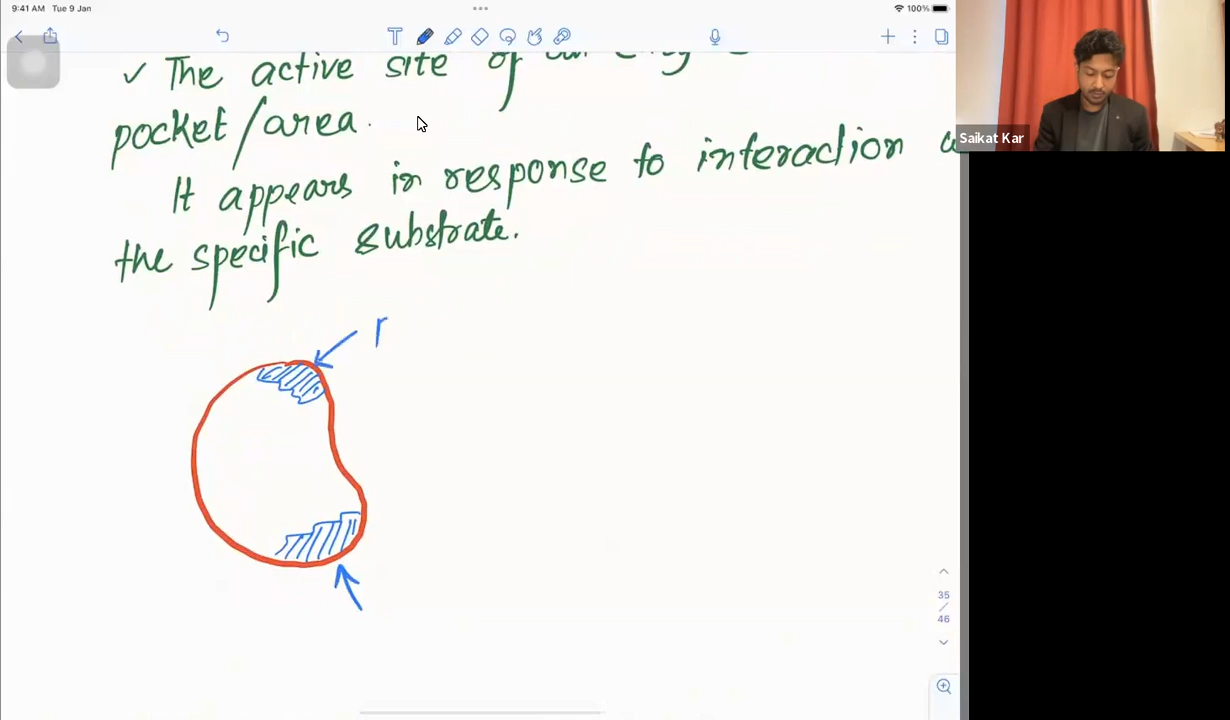 9:41 AM Tue 9 Jan
100%
T
✓ The active site of
pocket/area.
It appears in response to interaction
the specific substrate.
r
35
/
46
Saikat Kar